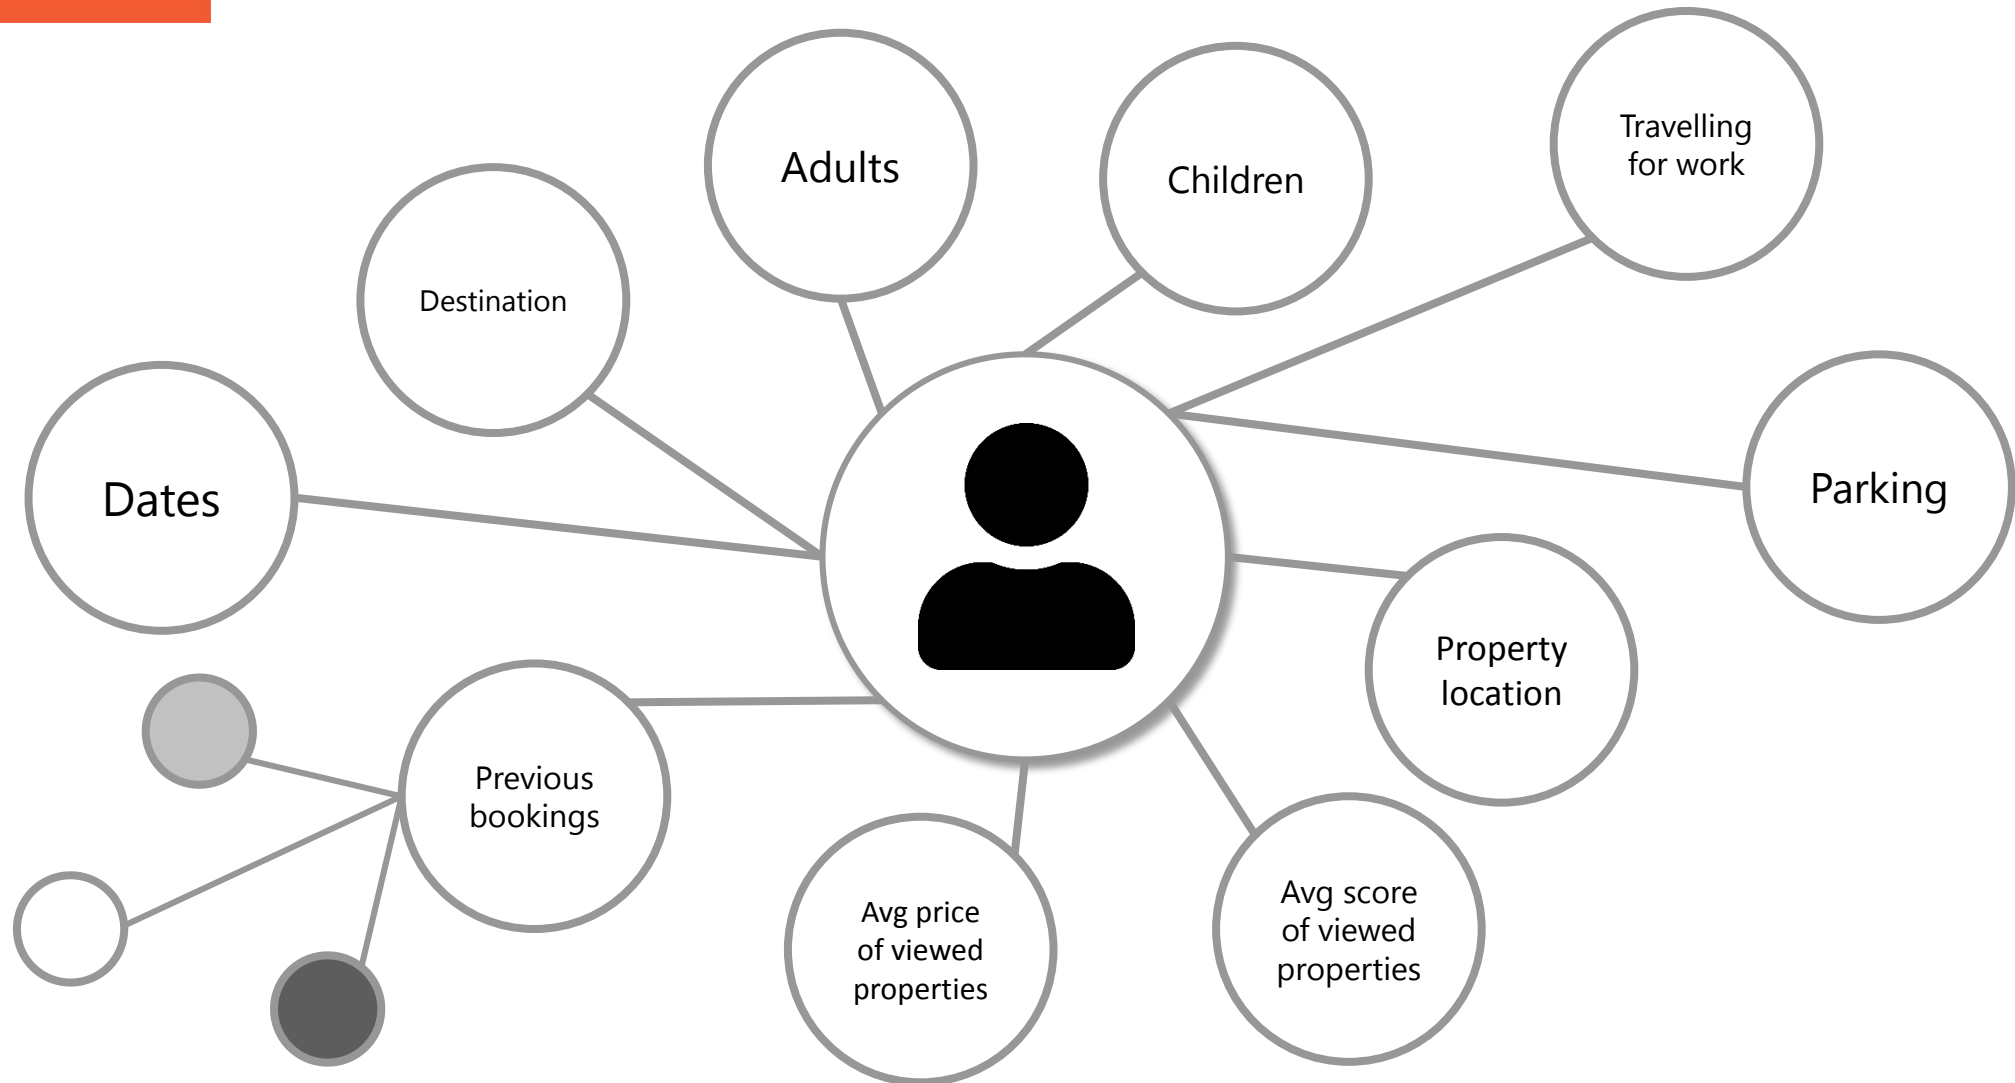 Adults
Children
Travelling
for work
Destination
Dates
Parking
Property
location
Previous
bookings
Avg price
of viewed
properties
Avg score
of viewed
properties